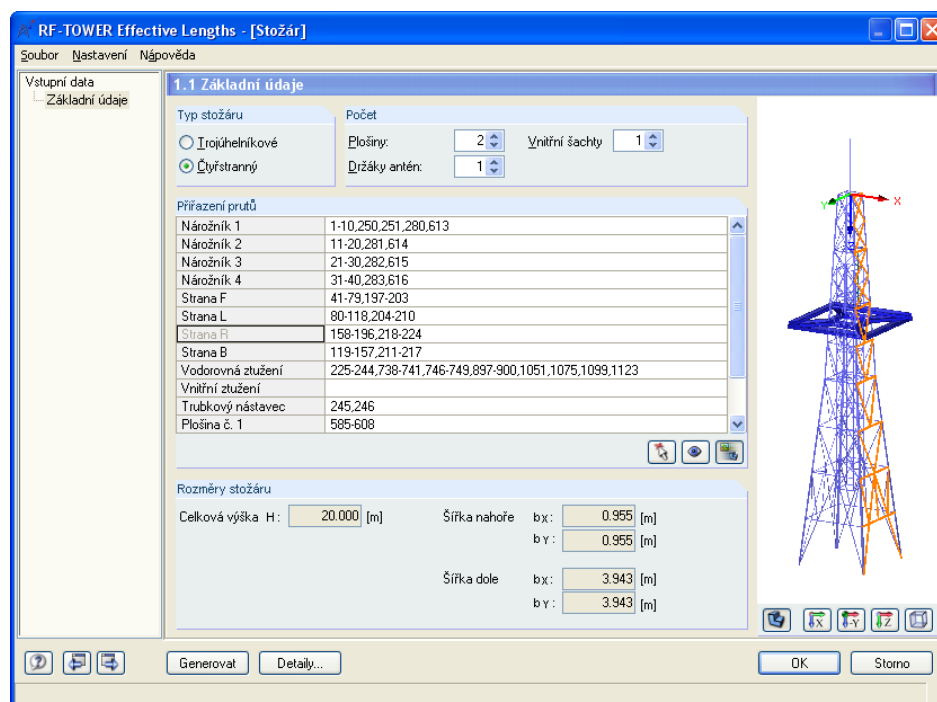 RF-TOWER Effective Lengths - [Stožár]
Soubor Nastavení Nápověda
Vstupní data
Základní údaje
1.1 Základní údaje
Typ stožáru
Trojúhelníkové
Čtyřstranný
Počet
Plošiny: 2 Vnitřní šachty 1
Držáky antén: 1
Přiřazení prutů
Nárožník 1 1-10,250,251,280,613
Nárožník 2 11-20,281,614
Nárožník 3 21-30,282,615
Nárožník 4 31-40,283,616
Strana F 41-79,197-203
Strana L 80-118,204-210
Strana R 158-196,218-224
Strana B 119-157,211-217
Vodorovná ztužení 225-244,738-741,746-749,897-900,1051,1075,1099,1123
Vnitřní ztužení
Trubkový nástavec 245,246
Plošina č. 1 585-608
Rozměry stožáru
Celková výška H: 20.000 [m] Šířka nahoře bX: 0.955 [m]
bY: 0.955 [m]
Šířka dole bX: 3.943 [m]
bY: 3.943 [m]
Y X
Z
X -Y Z
Generovat Detaily... OK Storno